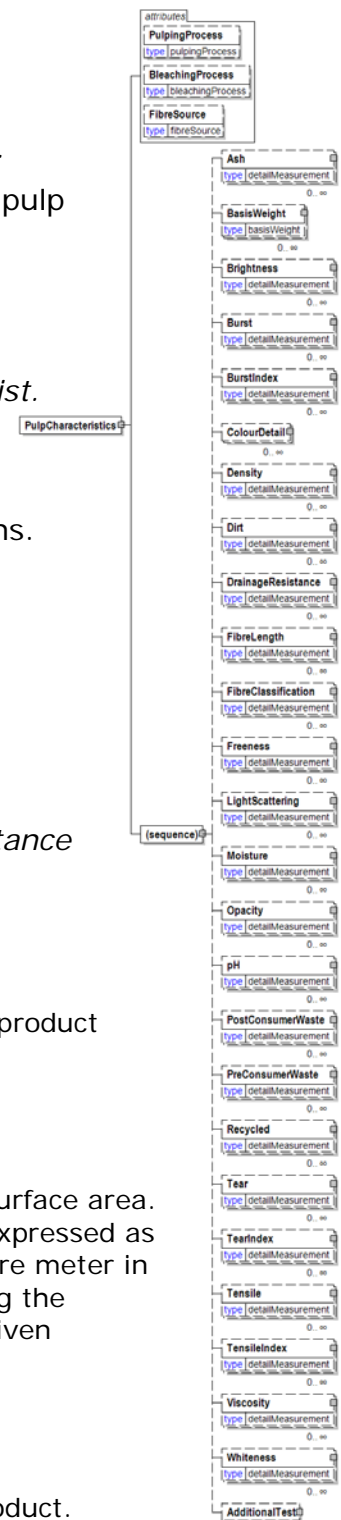 attributes
PulpingProcess
type pulpingProcess
BleachingProcess
type bleachingProcess
FibreSource
type fibreSource
pulp
ist.
PulpCharacteristics
ns.
tance
product
urface area.
xpressed as
re meter in
g the
iven
oduct.
(sequence)
Ash
type detailMeasurement
0.. ∞
BasisWeight
type basisWeight
0.. ∞
Brightness
type detailMeasurement
0.. ∞
Burst
type detailMeasurement
0.. ∞
BurstIndex
type detailMeasurement
0.. ∞
ColourDetail
0.. ∞
Density
type detailMeasurement
0.. ∞
Dirt
type detailMeasurement
0.. ∞
DrainageResistance
type detailMeasurement
0.. ∞
FibreLength
type detailMeasurement
0.. ∞
FibreClassification
type detailMeasurement
0.. ∞
Freeness
type detailMeasurement
0.. ∞
LightScattering
type detailMeasurement
0.. ∞
Moisture
type detailMeasurement
0.. ∞
Opacity
type detailMeasurement
0.. ∞
pH
type detailMeasurement
0.. ∞
PostConsumerWaste
type detailMeasurement
0.. ∞
PreConsumerWaste
type detailMeasurement
0.. ∞
Recycled
type detailMeasurement
0.. ∞
Tear
type detailMeasurement
0.. ∞
TearIndex
type detailMeasurement
0.. ∞
Tensile
type detailMeasurement
0.. ∞
TensileIndex
type detailMeasurement
0.. ∞
Viscosity
type detailMeasurement
0.. ∞
Whiteness
type detailMeasurement
0.. ∞
AdditionalTest